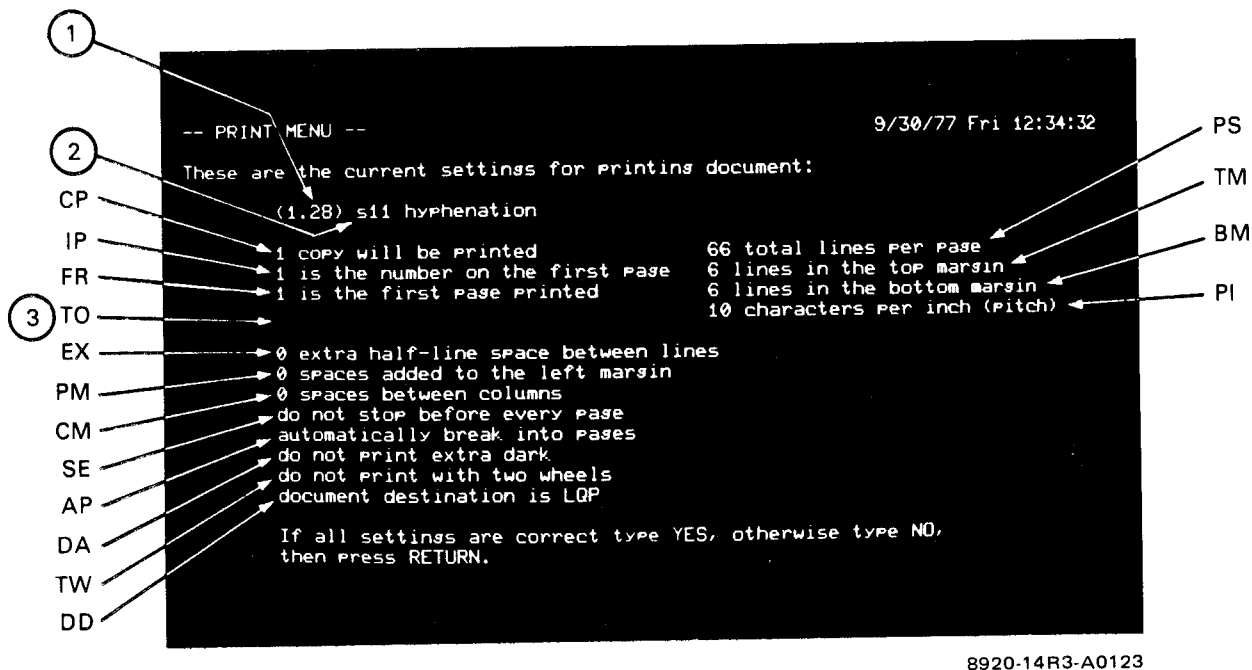 1
-- PRINT MENU --
9/30/77 Fri 12:34:32
PS
2
These are the current settings for printing document:
TM
CP
(1.28) s11 hyphenation
BM
IP
1 copy will be printed
66 total lines per page
FR
1 is the number on the first page
6 lines in the top margin
1 is the first page printed
6 lines in the bottom margin
PI
3 TO
10 characters per inch (pitch)
EX
0 extra half-line space between lines
PM
0 spaces added to the left margin
CM
0 spaces between columns
SE
do not stop before every page
AP
automatically break into pages
DA
do not print extra dark
TW
do not print with two wheels
DD
document destination is LQP
If all settings are correct type YES, otherwise type NO,
then press RETURN.
8920-14R3-A0123